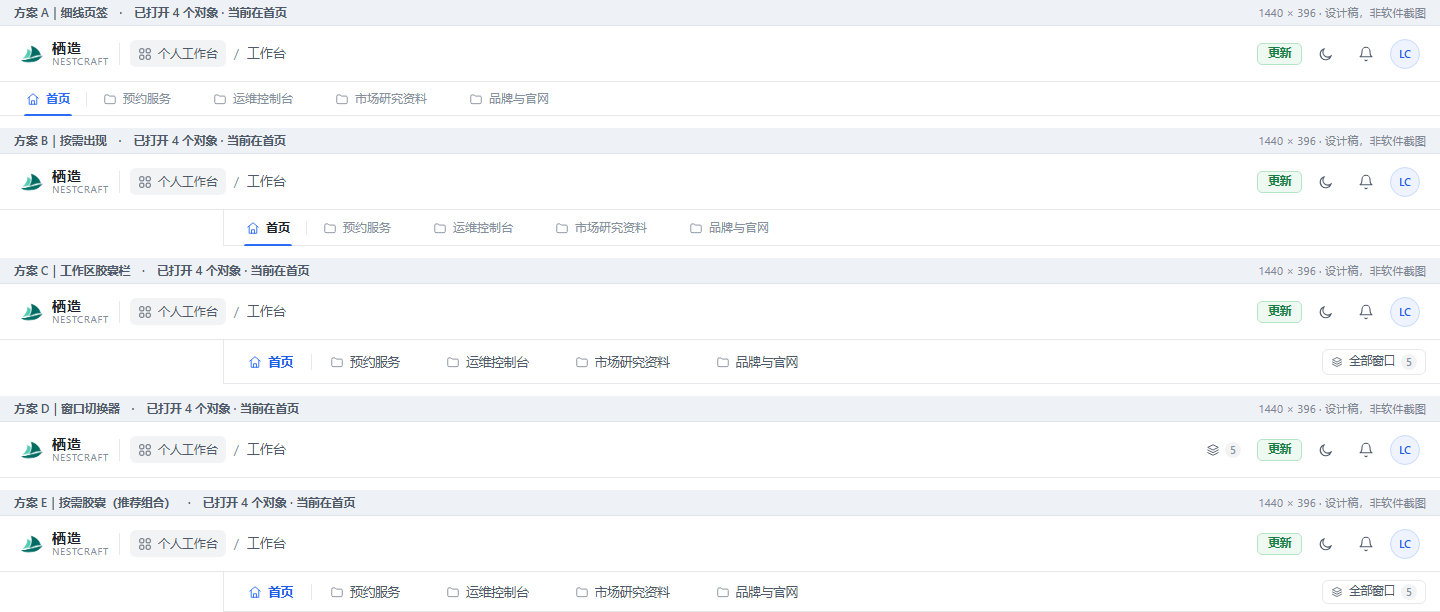 方案 A | 细线页签 · 已打开 4 个对象 · 当前在首页 1440 × 396 · 设计稿，非软件截图
栖造 NESTCRAFT 个人工作台 / 工作台 更新 LC
首页 预约服务 运维控制台 市场研究资料 品牌与官网
方案 B | 按需出现 · 已打开 4 个对象 · 当前在首页 1440 × 396 · 设计稿，非软件截图
栖造 NESTCRAFT 个人工作台 / 工作台 更新 LC
首页 预约服务 运维控制台 市场研究资料 品牌与官网
方案 C | 工作区胶囊栏 · 已打开 4 个对象 · 当前在首页 1440 × 396 · 设计稿，非软件截图
栖造 NESTCRAFT 个人工作台 / 工作台 更新 LC
首页 预约服务 运维控制台 市场研究资料 品牌与官网 全部窗口 5
方案 D | 窗口切换器 · 已打开 4 个对象 · 当前在首页 1440 × 396 · 设计稿，非软件截图
栖造 NESTCRAFT 个人工作台 / 工作台 5 更新 LC
方案 E | 按需胶囊（推荐组合） · 已打开 4 个对象 · 当前在首页 1440 × 396 · 设计稿，非软件截图
栖造 NESTCRAFT 个人工作台 / 工作台 更新 LC
首页 预约服务 运维控制台 市场研究资料 品牌与官网 全部窗口 5